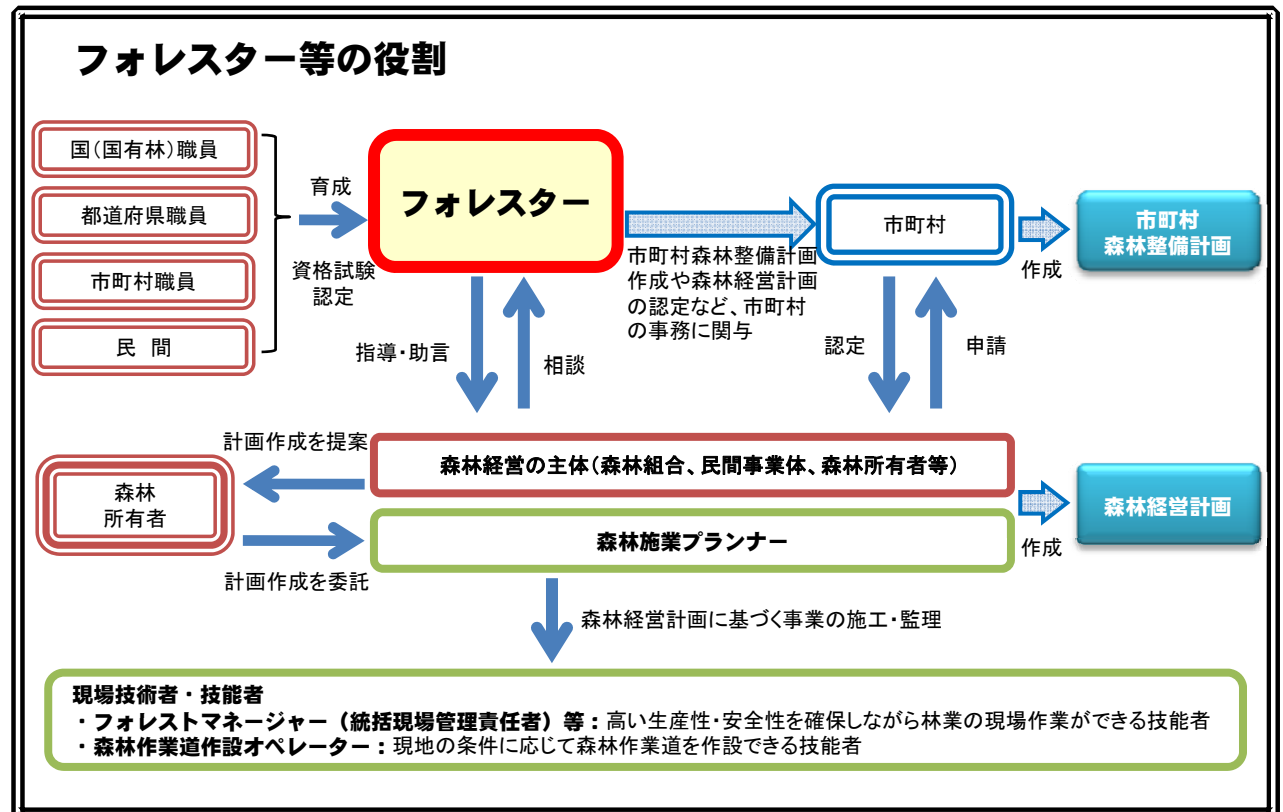 フォレスター等の役割
国(国有林)職員
都道府県職員
市町村職員
民 間
育成
資格試験
認定
フォレスター
市町村森林整備計画
作成や森林経営計画
の認定など、市町村
の事務に関与
市町村
作成
市町村
森林整備計画
指導・助言
相談
認定
申請
計画作成を提案
森林
所有者
計画作成を委託
森林経営の主体(森林組合、民間事業体、森林所有者等)
森林施業プランナー
作成
森林経営計画
森林経営計画に基づく事業の施工・監理
現場技術者・技能者
・フォレストマネージャー(統括現場管理責任者)等:高い生産性・安全性を確保しながら林業の現場作業ができる技能者
・森林作業道作設オペレーター:現地の条件に応じて森林作業道を作設できる技能者